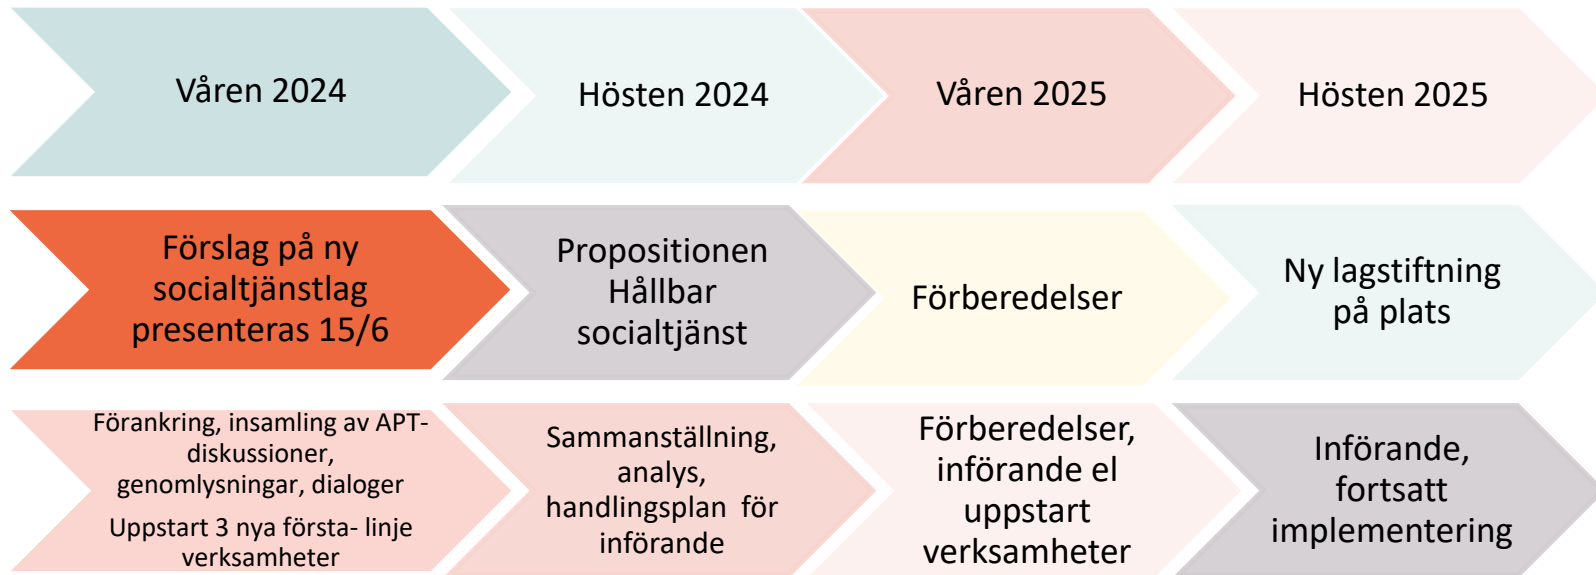 Våren 2024
Hösten 2024
Våren 2025
Hösten 2025
Förslag på ny
socialtjänstlag
presenteras 15/6
Propositionen
Hållbar
socialtjänst
Förberedelser
Ny lagstiftning
på plats
Förankring, insamling av APT-
diskussioner,
genomlysningar, dialoger
Uppstart 3 nya första- linje
verksamheter
Sammanställning,
analys,
handlingsplan för
införande
Förberedelser,
införande el
uppstart
verksamheter
Införande,
fortsatt
implementering